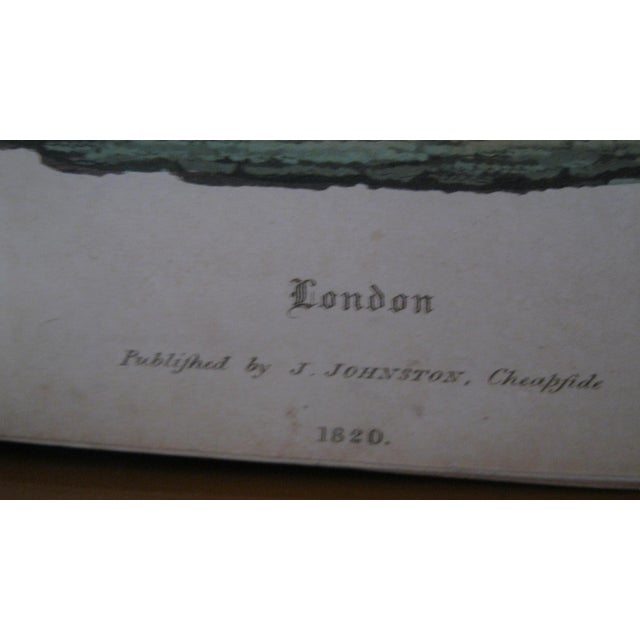 London
Publiſhed by J. JOHNSTON, Cheapſide
1820.